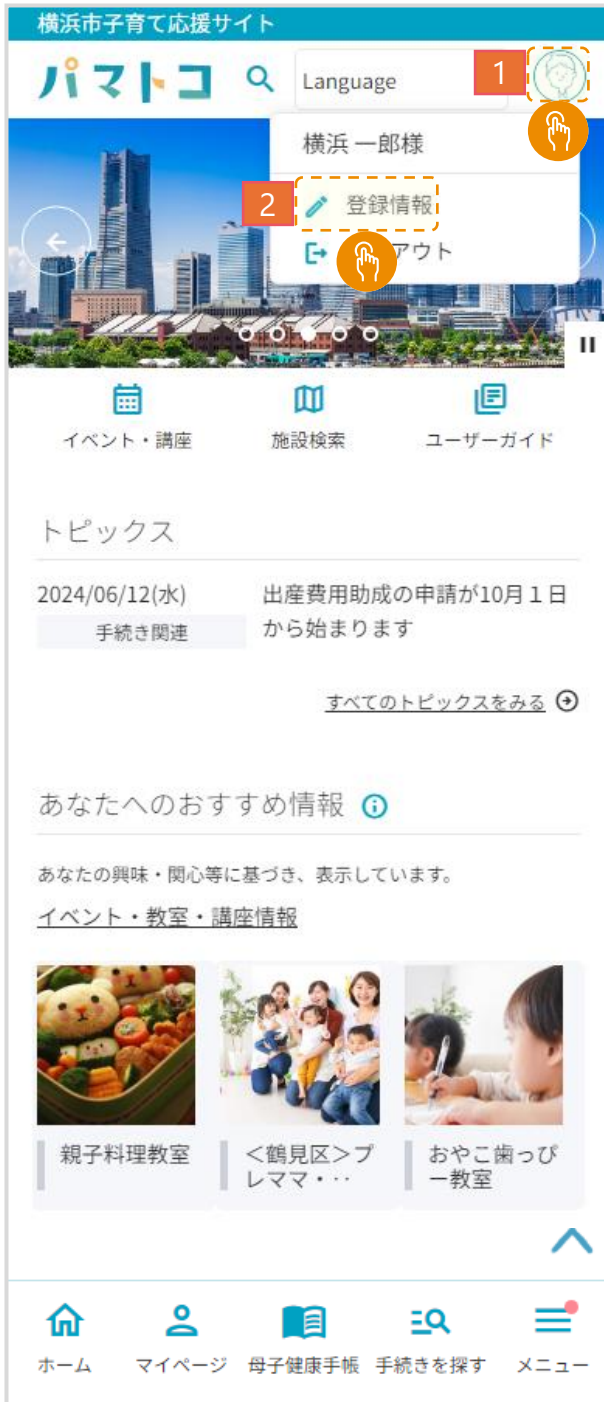 横浜市子育て応援サイト
パマトコ
Language
1
横浜 一郎様
2
登録情報
アウト
イベント・講座
施設検索
ユーザーガイド
トピックス
2024/06/12(水)
手続き関連
出産費用助成の申請が10月１日
から始まります
すべてのトピックスをみる
あなたへのおすすめ情報
あなたの興味・関心等に基づき、表示しています。
イベント・教室・講座情報
親子料理教室
＜鶴見区＞プ
レママ・‥
おやこ歯っぴ
ー教室
ホーム
マイページ
母子健康手帳
手続きを探す
メニュー